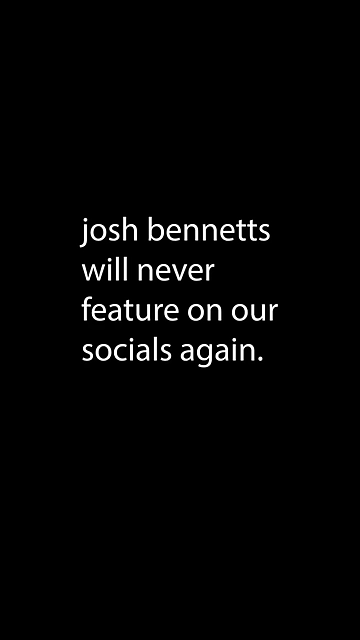 josh bennetts
will never
feature on our
socials again.